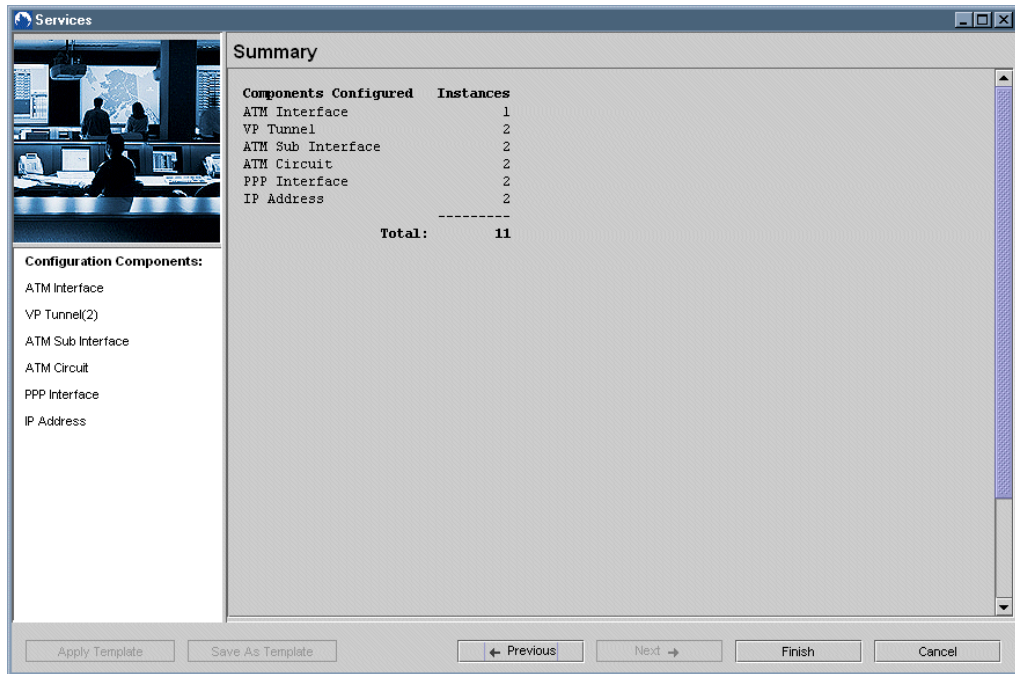 Services
Summary
Components Configured Instances
ATM Interface 1
VP Tunnel 2
ATM Sub Interface 2
ATM Circuit 2
PPP Interface 2
IP Address 2
---------
Total: 11
Configuration Components:
ATM Interface
VP Tunnel(2)
ATM Sub Interface
ATM Circuit
PPP Interface
IP Address
Apply Template Save As Template ← Previous Next → Finish Cancel